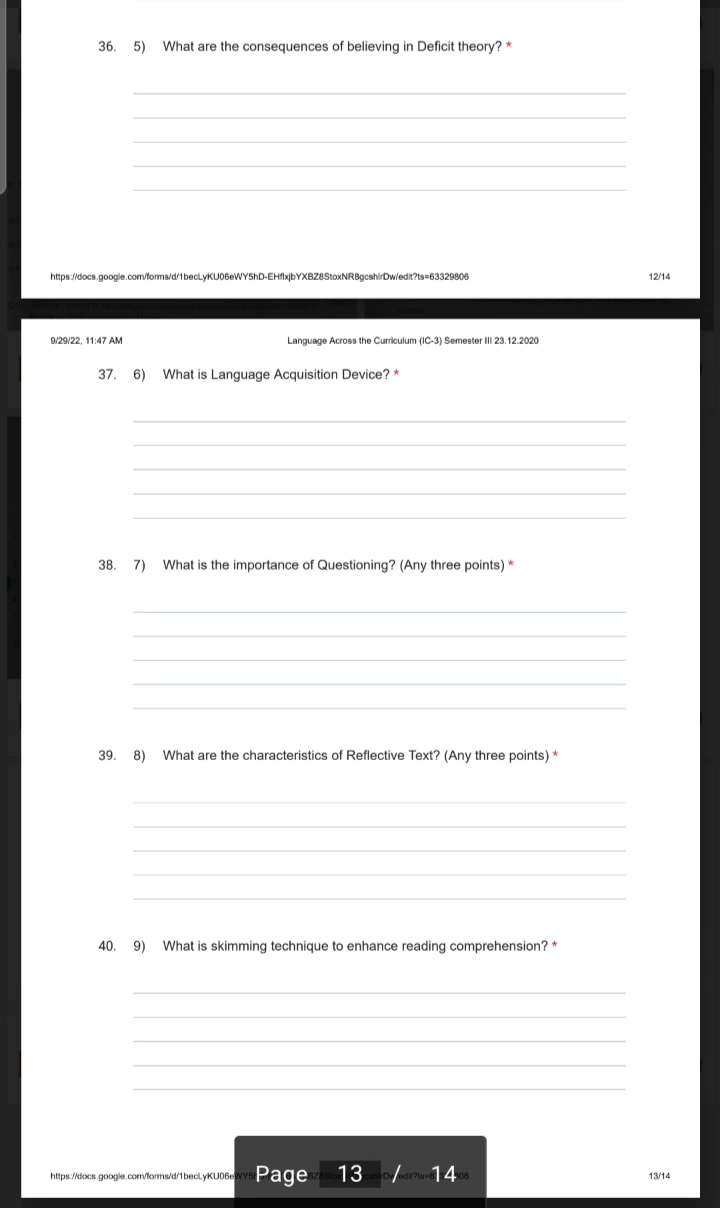 36. 5) What are the consequences of believing in Deficit theory? *
https://docs.google.com/forms/d/1becLyKU06eWY5hD-EHflxjbYXBZ8StoxNR8gcshIrDw/edit?ts=63329806 12/14
9/29/22, 11:47 AM Language Across the Curriculum (IC-3) Semester III 23.12.2020
37. 6) What is Language Acquisition Device? *
38. 7) What is the importance of Questioning? (Any three points) *
39. 8) What are the characteristics of Reflective Text? (Any three points) *
40. 9) What is skimming technique to enhance reading comprehension? *
Page 13 / 14
13/14